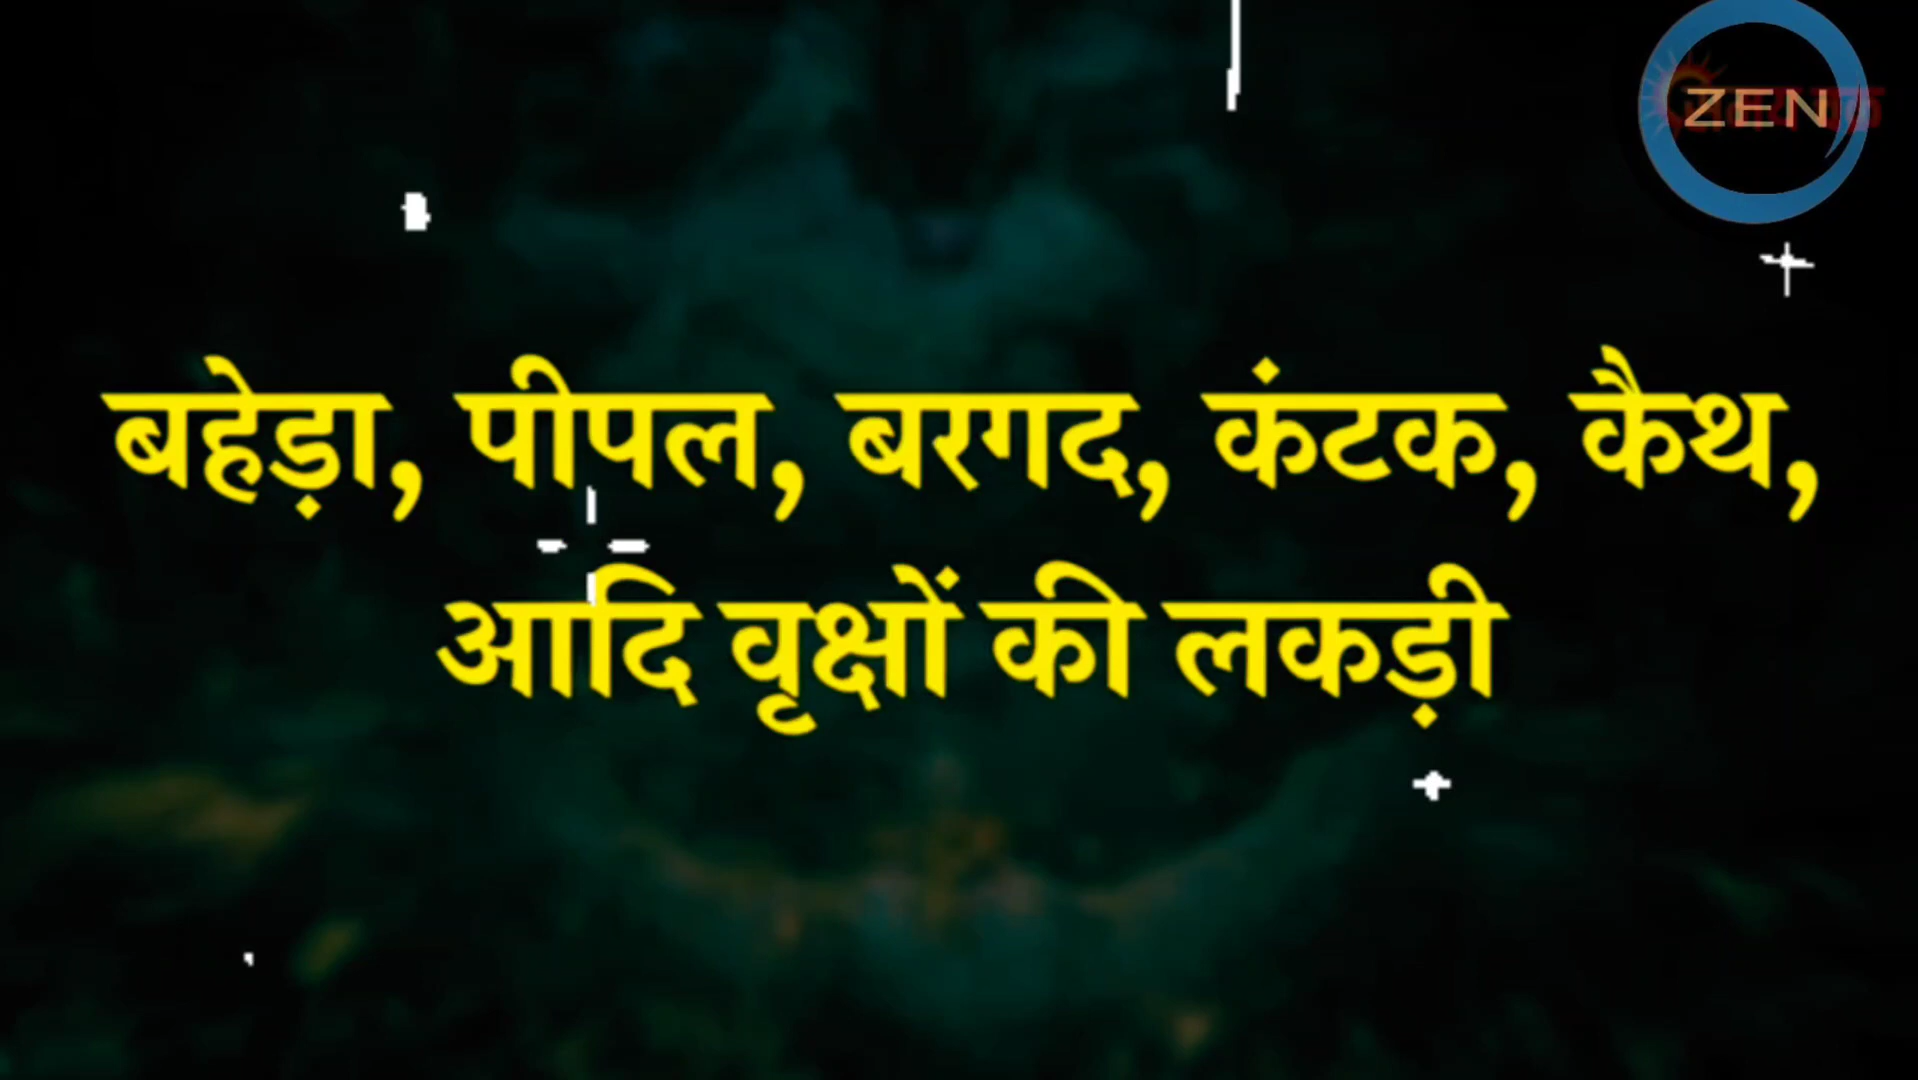 ZEN
बहेड़ा, पीपल, बरगद, कंटक, कैथ,
आदि वृक्षों की लकड़ी